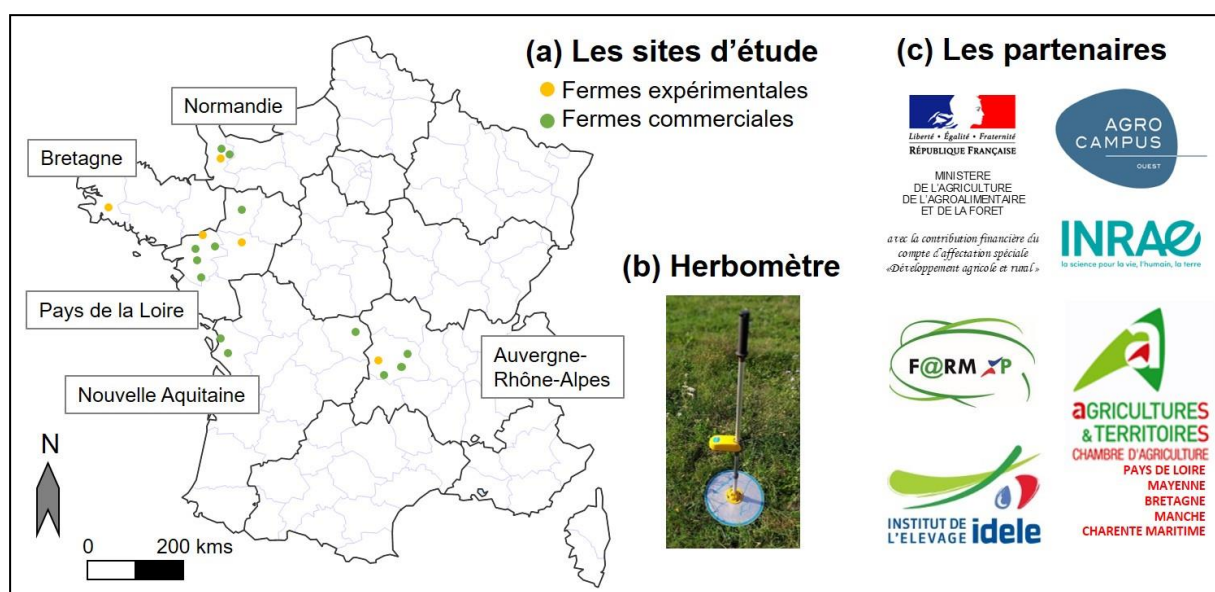 (a) Les sites d'étude
Fermes expérimentales
Fermes commerciales
Normandie
Bretagne
Pays de la Loire
Nouvelle Aquitaine
Auvergne-
Rhône-Alpes
N
0 200 kms
(b) Herbomètre
(c) Les partenaires
Liberté • Égalité • Fraternité
RÉPUBLIQUE FRANÇAISE
MINISTERE
DE L'AGRICULTURE
DE L'AGROALIMENTAIRE
ET DE LA FORET
avec la contribution financière du
compte d'affectation spéciale
«Développement agricole et rural»
AGRO
CAMPUS
OUEST
INRAE
la science pour la vie, l'humain, la terre
F@RM XP
INSTITUT DE
L'ELEVAGE idele
aGRICULTURES
& TERRITOIRES
CHAMBRE D'AGRICULTURE
PAYS DE LOIRE
MAYENNE
BRETAGNE
MANCHE
CHARENTE MARITIME